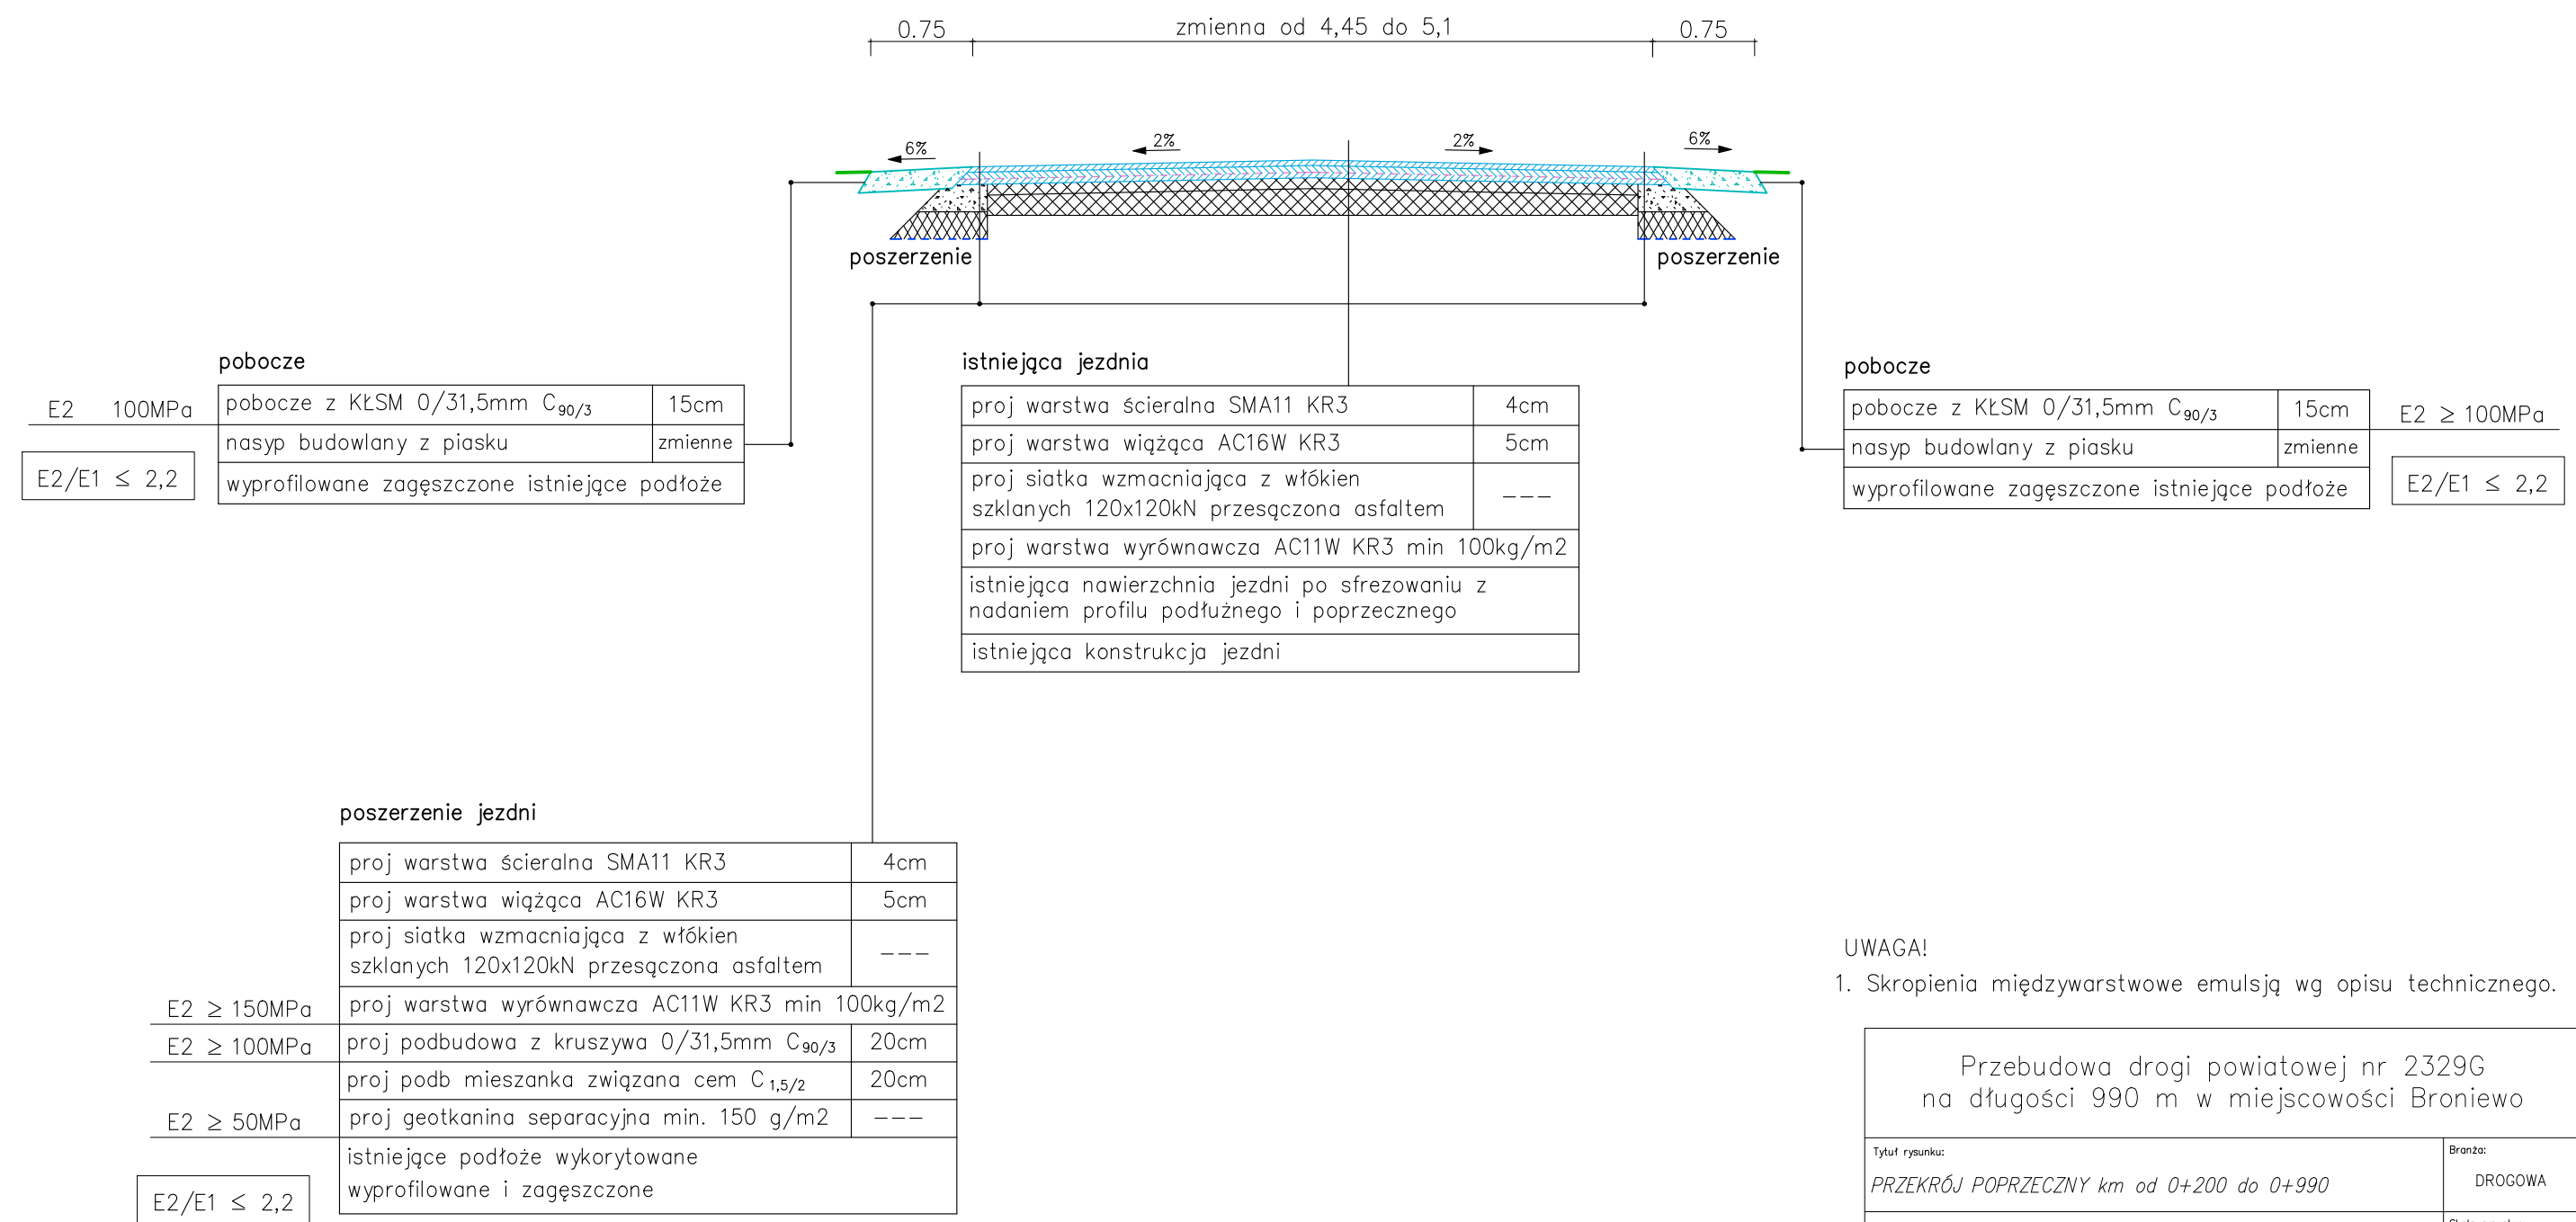 0.75 zmienna od 4,45 do 5,1 0.75
6% 2% 2% 6%
poszerzenie poszerzenie
pobocze
E2 100MPa
pobocze z KŁSM 0/31,5mm C90/3 15cm
nasyp budowlany z piasku zmienne
E2/E1 ≤ 2,2
wyprofilowane zagęszczone istniejące podłoże
istniejąca jezdnia
proj warstwa ścieralna SMA11 KR3 4cm
proj warstwa wiążąca AC16W KR3 5cm
proj siatka wzmacniająca z włókien
szklanych 120x120kN przesączona asfaltem ---
proj warstwa wyrównawcza AC11W KR3 min 100kg/m2
istniejąca nawierzchnia jezdni po sfrezowaniu z
nadaniem profilu podłużnego i poprzecznego
istniejąca konstrukcja jezdni
pobocze
pobocze z KŁSM 0/31,5mm C90/3 15cm
E2 ≥ 100MPa
nasyp budowlany z piasku zmienne
wyprofilowane zagęszczone istniejące podłoże
E2/E1 ≤ 2,2
poszerzenie jezdni
proj warstwa ścieralna SMA11 KR3 4cm
proj warstwa wiążąca AC16W KR3 5cm
proj siatka wzmacniająca z włókien
szklanych 120x120kN przesączona asfaltem ---
E2 ≥ 150MPa
proj warstwa wyrównawcza AC11W KR3 min 100kg/m2
E2 ≥ 100MPa
proj podbudowa z kruszywa 0/31,5mm C90/3 20cm
proj podb mieszanka związana cem C1,5/2 20cm
E2 ≥ 50MPa
proj geotkanina separacyjna min. 150 g/m2 ---
istniejące podłoże wykorytowane
wyprofilowane i zagęszczone
E2/E1 ≤ 2,2
UWAGA!
1. Skropienia międzywarstwowe emulsją wg opisu technicznego.
Przebudowa drogi powiatowej nr 2329G
na długości 990 m w miejscowości Broniewo
Tytuł rysunku:
PRZEKRÓJ POPRZECZNY km od 0+200 do 0+990
Branża:
DROGOWA